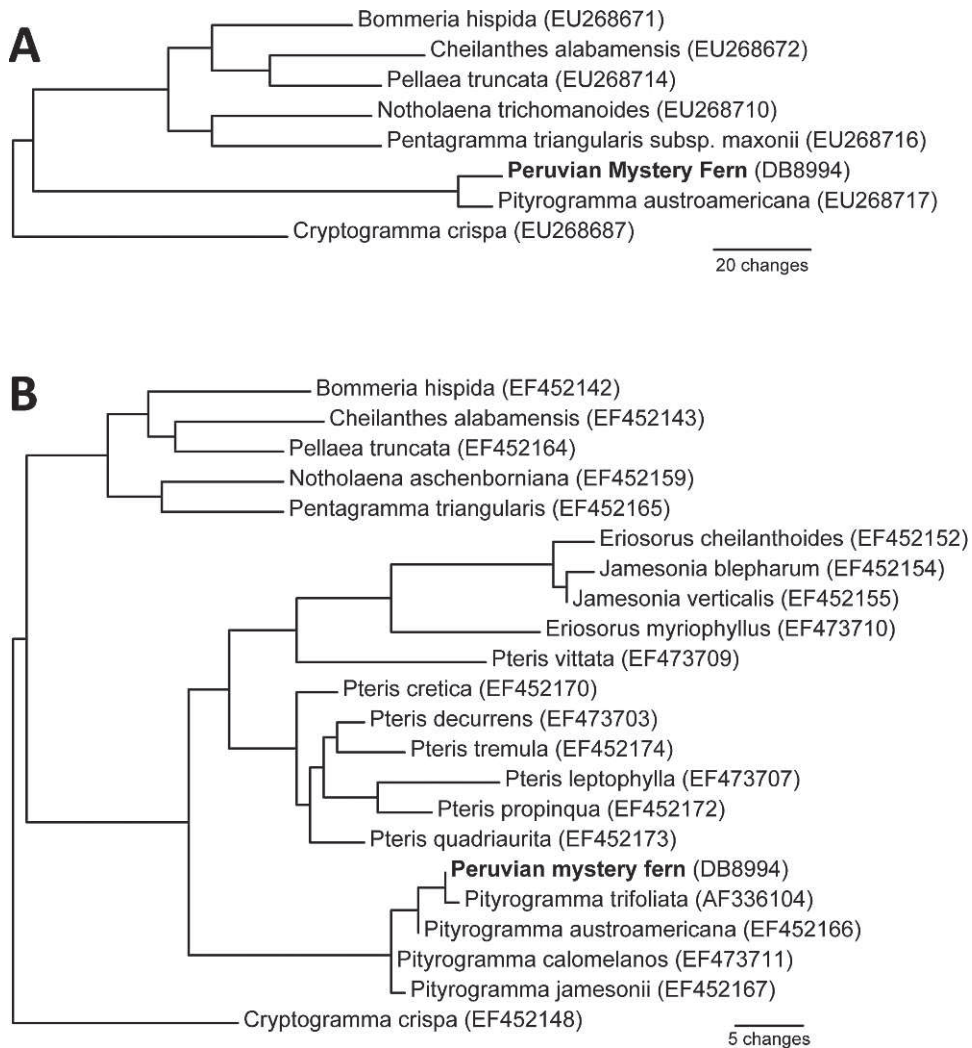 A
Bommeria hispida (EU268671)
Cheilanthes alabamensis (EU268672)
Pellaea truncata (EU268714)
Notholaena trichomanoides (EU268710)
Pentagramma triangularis subsp. maxonii (EU268716)
Peruvian Mystery Fern (DB8994)
Pityrogramma austroamericana (EU268717)
Cryptogramma crispa (EU268687)
20 changes
B
Bommeria hispida (EF452142)
Cheilanthes alabamensis (EF452143)
Pellaea truncata (EF452164)
Notholaena aschenborniana (EF452159)
Pentagramma triangularis (EF452165)
Eriosorus cheilanthoides (EF452152)
Jamesonia blepharum (EF452154)
Jamesonia verticalis (EF452155)
Eriosorus myriophyllus (EF473710)
Pteris vittata (EF473709)
Pteris cretica (EF452170)
Pteris decurrens (EF473703)
Pteris tremula (EF452174)
Pteris leptophylla (EF473707)
Pteris propinqua (EF452172)
Pteris quadriaurita (EF452173)
Peruvian mystery fern (DB8994)
Pityrogramma trifoliata (AF336104)
Pityrogramma austroamericana (EF452166)
Pityrogramma calomelanos (EF473711)
Pityrogramma jamesonii (EF452167)
Cryptogramma crispa (EF452148)
5 changes